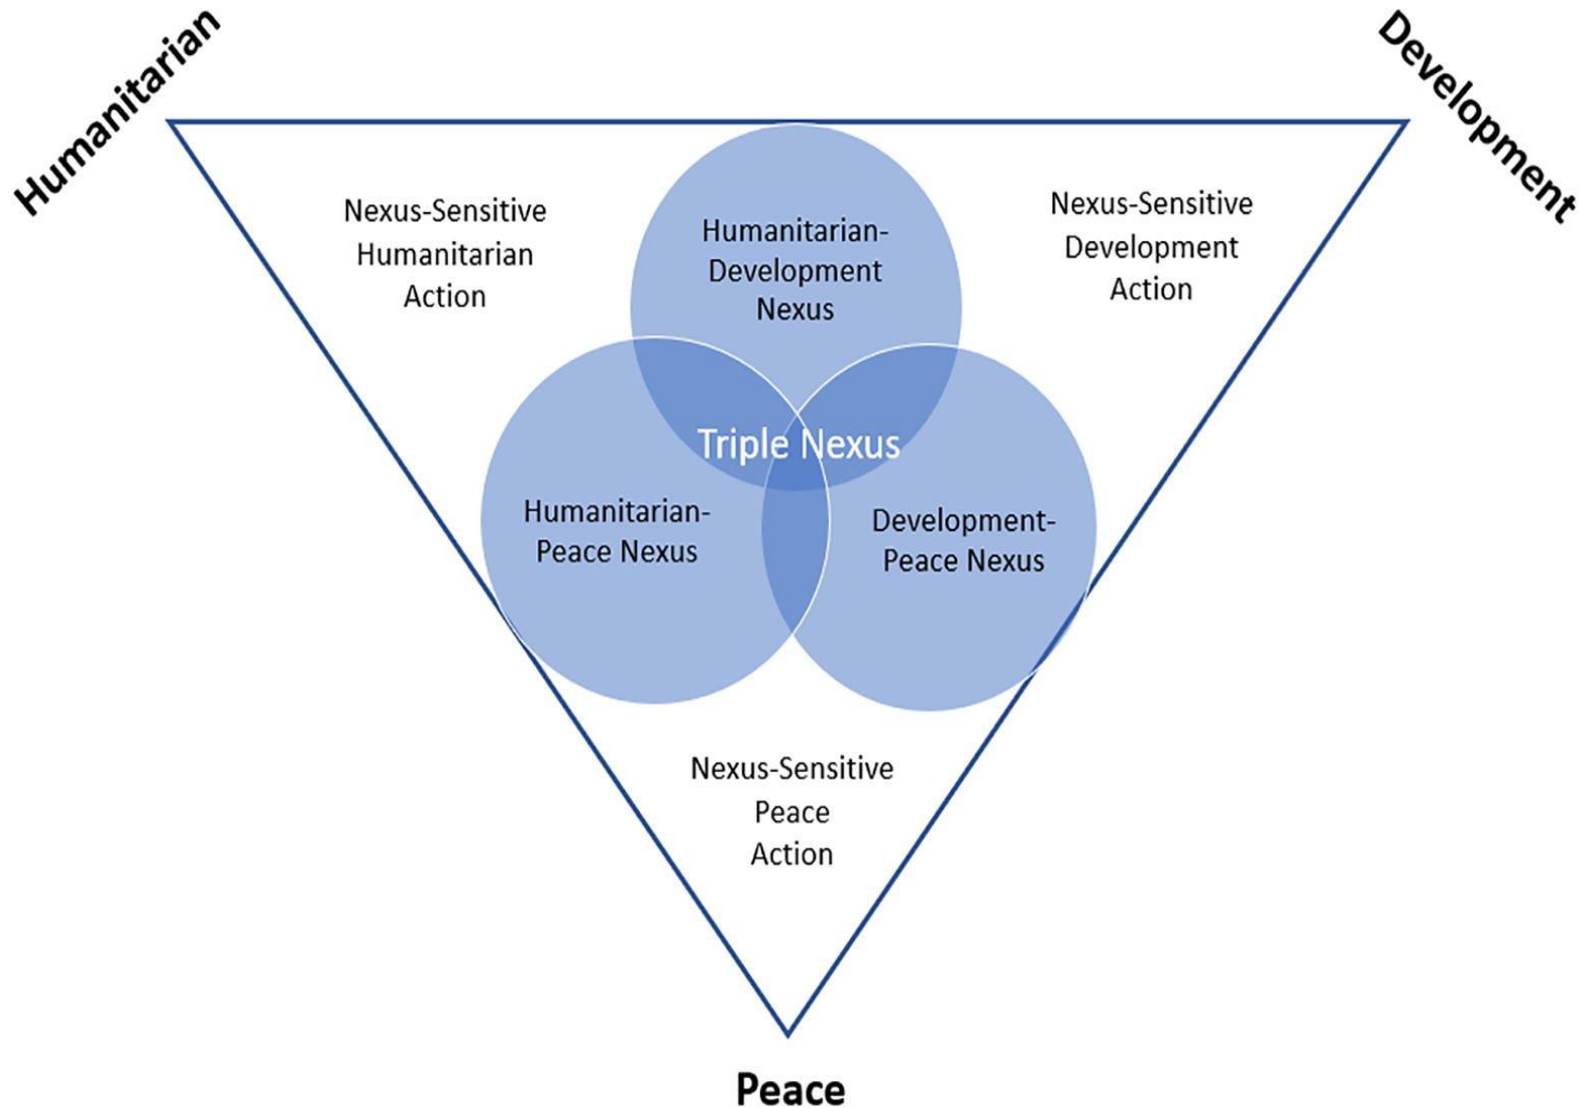 Humanitarian
Development
Nexus-Sensitive
Humanitarian
Action
Humanitarian-
Development
Nexus
Nexus-Sensitive
Development
Action
Triple Nexus
Humanitarian-
Peace Nexus
Development-
Peace Nexus
Nexus-Sensitive
Peace
Action
Peace